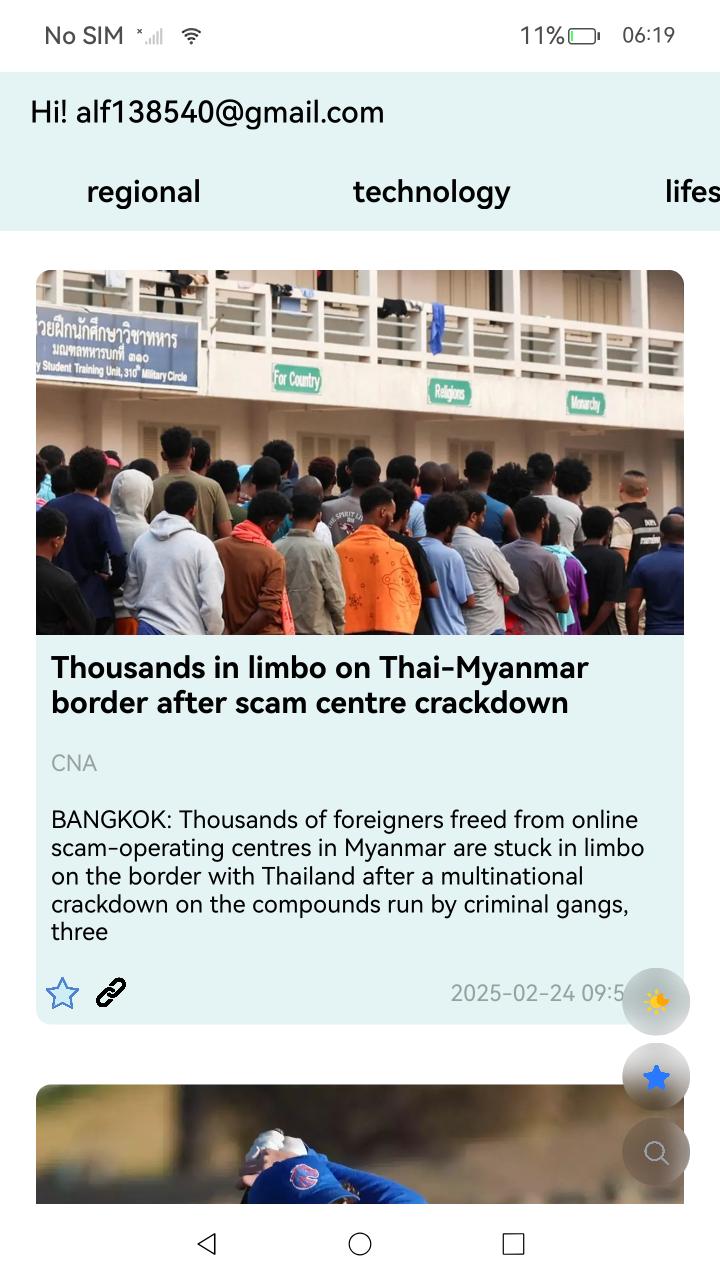 No SIM
11%
06:19
Hi! alf138540@gmail.com
regional
technology
lifes
วยฝึกนักศึกษาวิชาทหาร
มณฑลทหารบกที่ ๓๑๐
y Student Training Unit, 310th Military Circle
For Country
Religions
Monarchy
Thousands in limbo on Thai-Myanmar
border after scam centre crackdown
CNA
BANGKOK: Thousands of foreigners freed from online
scam-operating centres in Myanmar are stuck in limbo
on the border with Thailand after a multinational
crackdown on the compounds run by criminal gangs,
three
2025-02-24 09:5